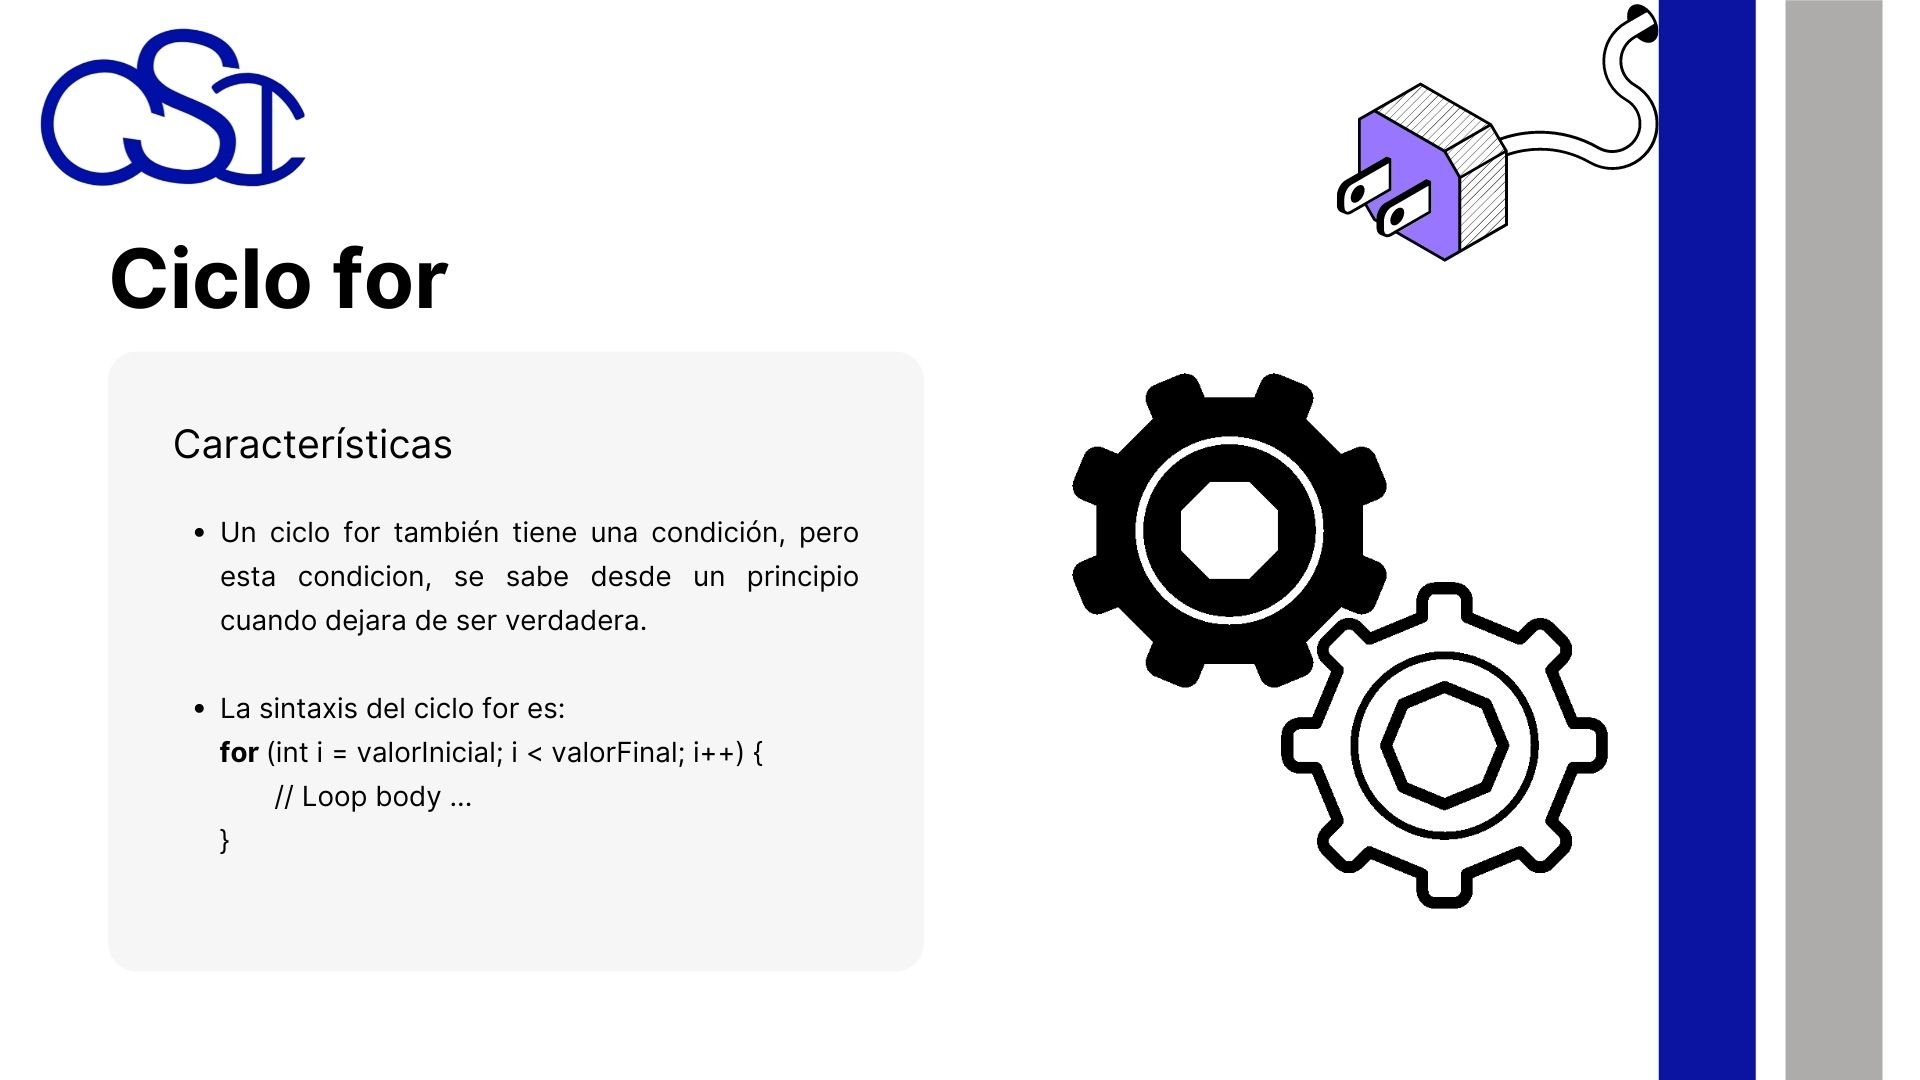 CSI
Ciclo for
Características
• Un ciclo for también tiene una condición, pero
esta condicion, se sabe desde un principio
cuando dejara de ser verdadera.
• La sintaxis del ciclo for es:
for (int i = valorInicial; i < valorFinal; i++) {
// Loop body ...
}